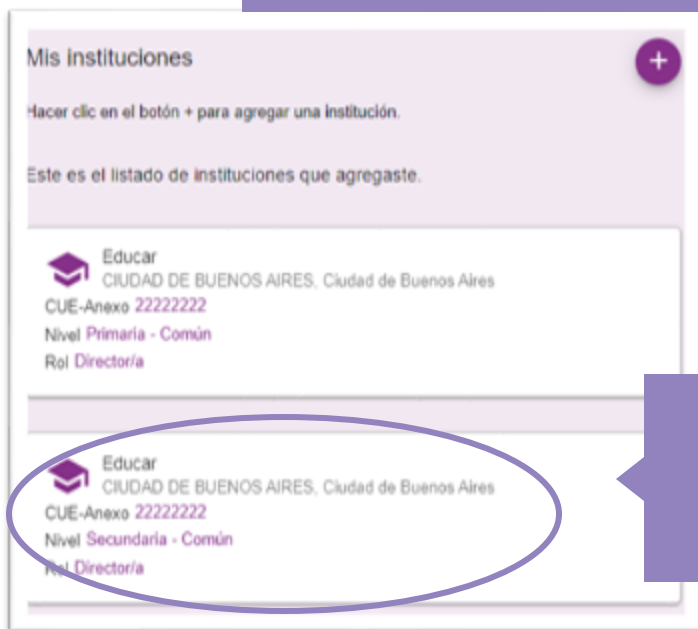 Mis instituciones
+
Hacer clic en el botón + para agregar una institución.
Este es el listado de instituciones que agregaste.
Educar
CIUDAD DE BUENOS AIRES, Ciudad de Buenos Aires
CUE-Anexo 22222222
Nivel Primaria - Común
Rol Director/a
Educar
CIUDAD DE BUENOS AIRES, Ciudad de Buenos Aires
CUE-Anexo 22222222
Nivel Secundaria - Común
Rol Director/a